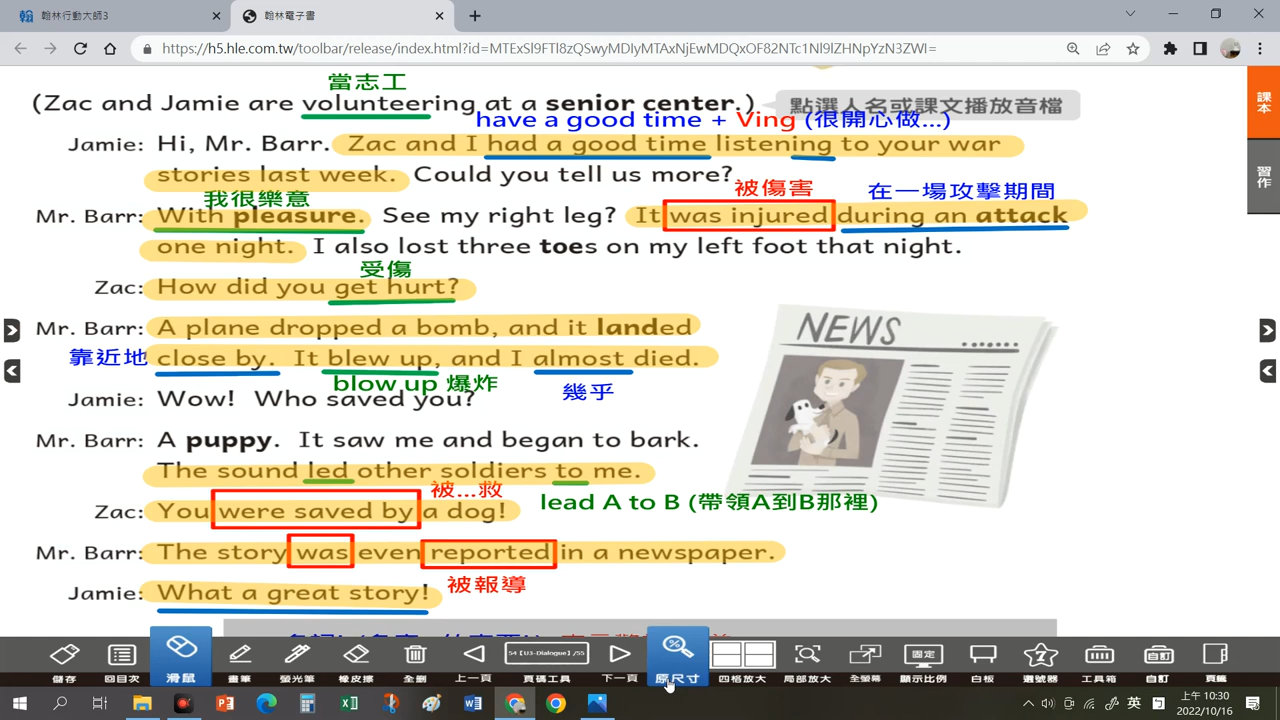 翰林行動大師3
翰林電子書
https://h5.hle.com.tw/toolbar/release/index.html?id=MTExSl9FTl8zQSwyMDIyMTAxNjEwMDQxOF82NTc1Nl9IZHNpYzN3ZWI=
當志工
(Zac and Jamie are volunteering at a senior center.)
點選人名或課文播放音檔
have a good time + Ving (很開心做...)
Jamie: Hi, Mr. Barr. Zac and I had a good time listening to your war
stories last week. Could you tell us more?
我很樂意
被傷害
在一場攻擊期間
Mr. Barr: With pleasure. See my right leg? It was injured during an attack
one night. I also lost three toes on my left foot that night.
受傷
Zac: How did you get hurt?
Mr. Barr: A plane dropped a bomb, and it landed
靠近地
close by. It blew up, and I almost died.
blow up 爆炸
幾乎
Jamie: Wow! Who saved you?
Mr. Barr: A puppy. It saw me and began to bark.
The sound led other soldiers to me.
被...救
lead A to B (帶領A到B那裡)
Zac: You were saved by a dog!
Mr. Barr: The story was even reported in a newspaper.
被報導
Jamie: What a great story!
NEWS
課本
習作
儲存
回目次
滑鼠
畫筆
螢光筆
橡皮擦
全刪
上一頁
54 [U3-Dialogue] /55
頁碼工具
下一頁
原尺寸
四格放大
局部放大
全螢幕
固定
顯示比例
白板
選號器
工具箱
自訂
自訂
頁籤
英
上午 10:30
2022/10/16